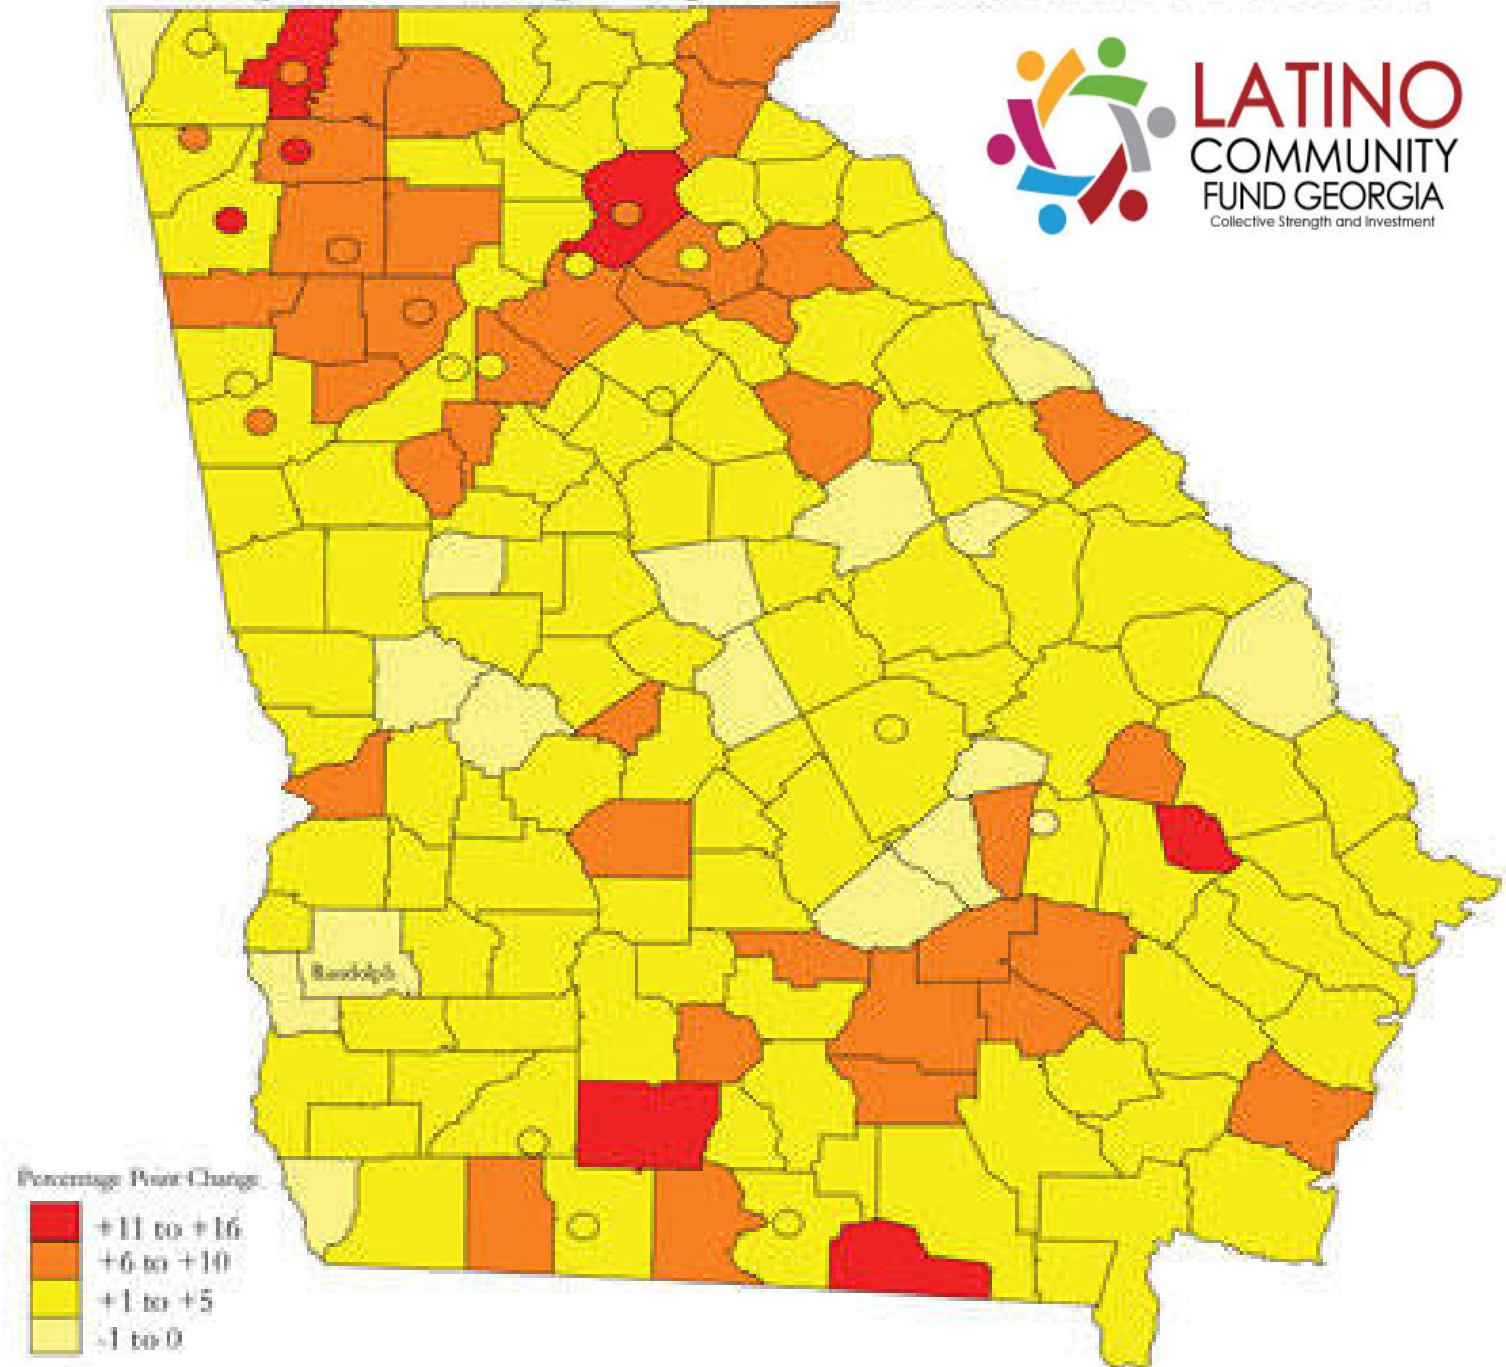 LATINO
COMMUNITY
FUND GEORGIA
Collective Strength and Investment
Randolph
Percentage Point Change
+11 to +16
+6 to +10
+1 to +5
-1 to 0